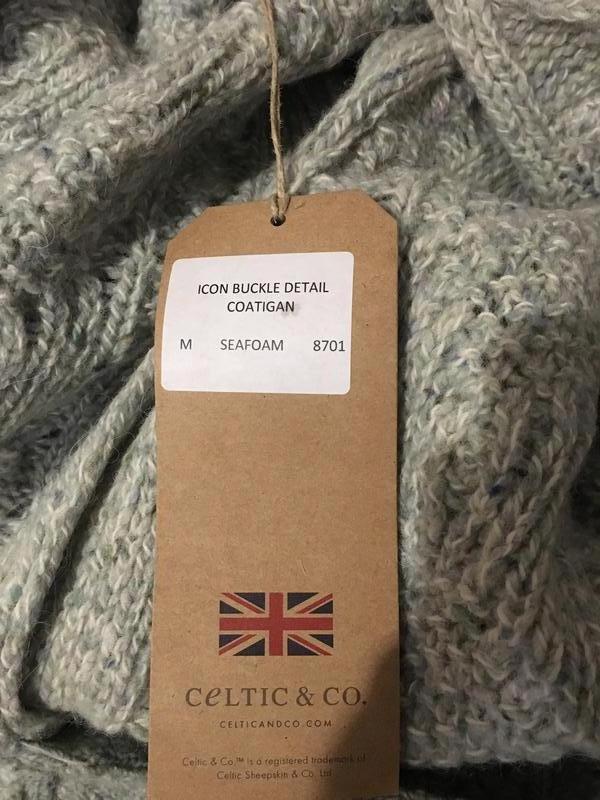 ICON BUCKLE DETAIL
COATIGAN
M SEAFOAM 8701
CELTIC & CO.
CELTICANDCO.COM
Celtic & Co.™ is a registered trademark of
Celtic Sheepskin & Co. Ltd